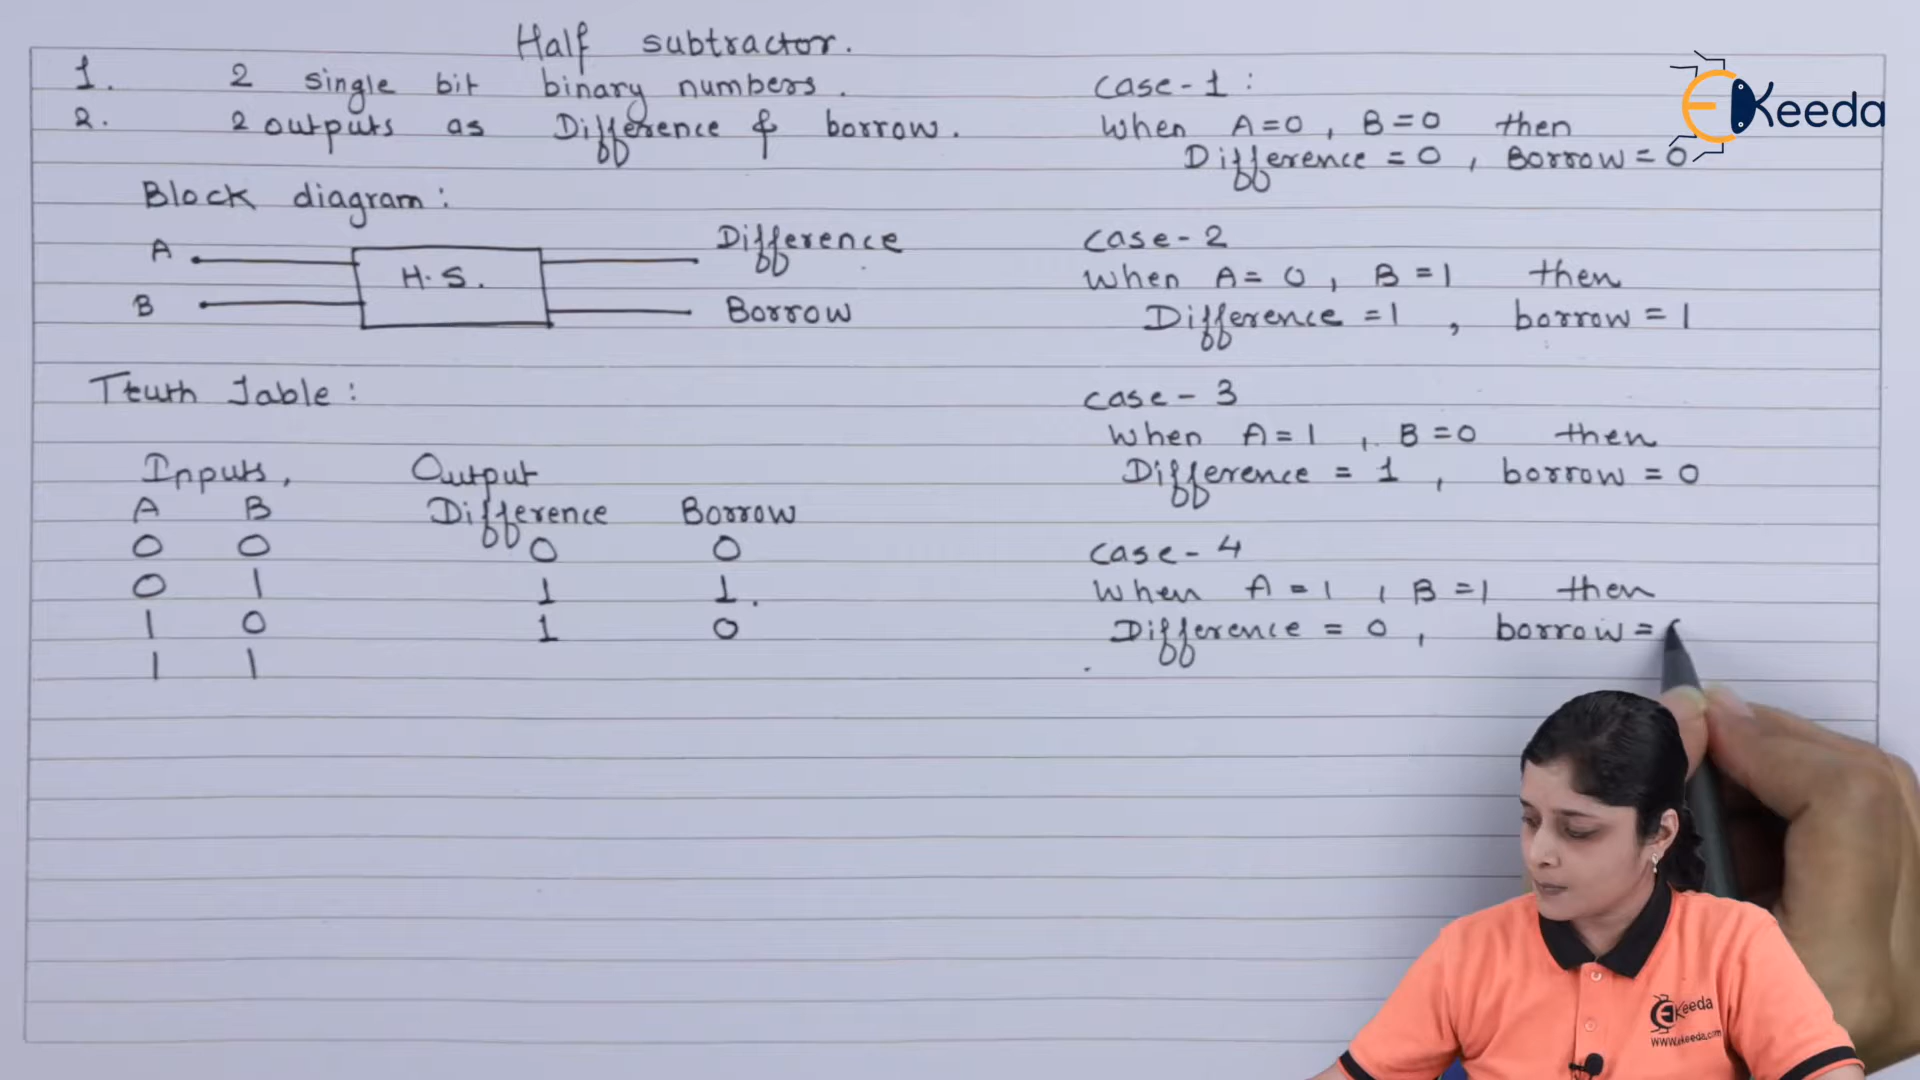 Half subtractor.
1. 2 single bit binary numbers.
2. 2 outputs as Difference & borrow.
Block diagram:
A H.S. Difference
B Borrow
Truth Table:
Inputs, Output
A B Difference Borrow
0 0 0 0
0 1 1 1.
1 0 1 0
1 1
Case-1:
When A=0, B=0 then
Difference = 0, Borrow = 0
Case-2
When A=0, B=1 then
Difference =1, borrow = 1
Case-3
When A=1, B=0 then
Difference = 1, borrow = 0
Case-4
When A=1, B=1 then
Difference = 0, borrow =
EKeeda
EKeeda
www.ekeeda.com